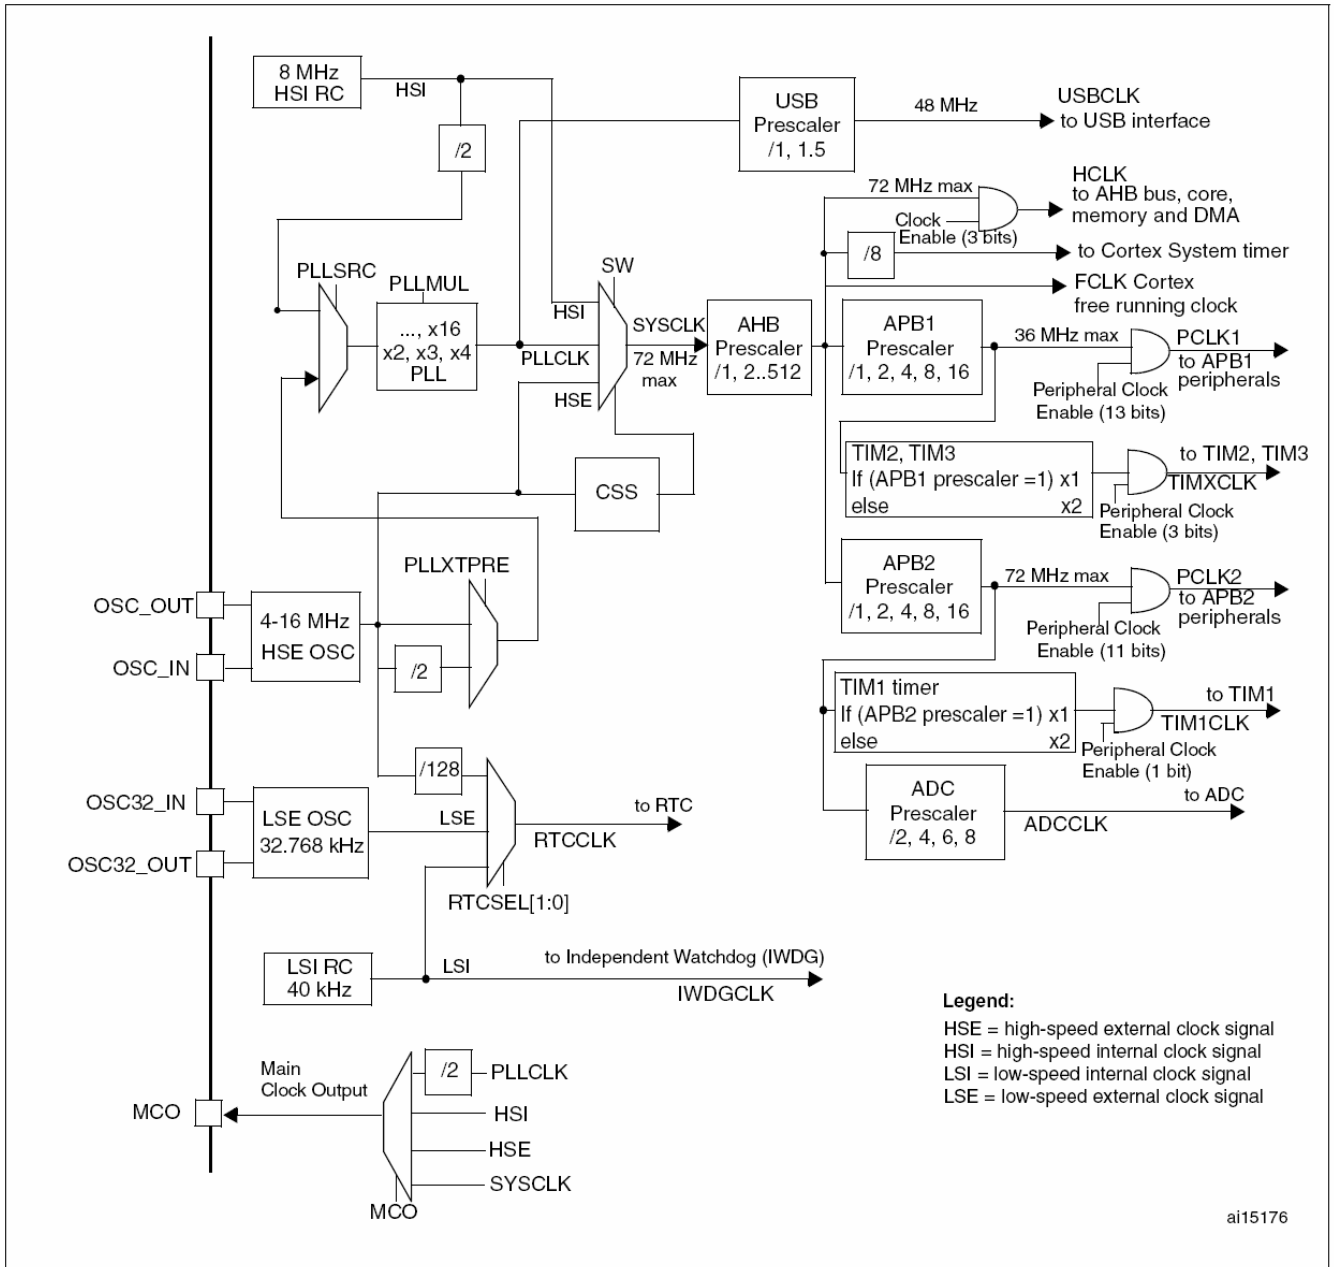 8 MHz
HSI RC
HSI
/2
USB
Prescaler
/1, 1.5
48 MHz
USBCLK
to USB interface
72 MHz max
Clock
Enable (3 bits)
HCLK
to AHB bus, core,
memory and DMA
/8
to Cortex System timer
FCLK Cortex
free running clock
PLLSRC
PLLMUL
..., x16
x2, x3, x4
PLL
SW
HSI
PLLCLK
HSE
SYSCLK
72 MHz
max
AHB
Prescaler
/1, 2..512
APB1
Prescaler
/1, 2, 4, 8, 16
36 MHz max
PCLK1
to APB1
peripherals
Peripheral Clock
Enable (13 bits)
TIM2, TIM3
If (APB1 prescaler =1) x1
else x2
to TIM2, TIM3
TIMXCLK
Peripheral Clock
Enable (3 bits)
CSS
PLLXTPRE
OSC_OUT
OSC_IN
4-16 MHz
HSE OSC
/2
APB2
Prescaler
/1, 2, 4, 8, 16
72 MHz max
PCLK2
to APB2
peripherals
Peripheral Clock
Enable (11 bits)
TIM1 timer
If (APB2 prescaler =1) x1
else x2
to TIM1
TIM1CLK
Peripheral Clock
Enable (1 bit)
ADC
Prescaler
/2, 4, 6, 8
to ADC
ADCCLK
/128
OSC32_IN
OSC32_OUT
LSE OSC
32.768 kHz
LSE
to RTC
RTCCLK
RTCSEL[1:0]
LSI RC
40 kHz
LSI
to Independent Watchdog (IWDG)
IWDGCLK
Legend:
HSE = high-speed external clock signal
HSI = high-speed internal clock signal
LSI = low-speed internal clock signal
LSE = low-speed external clock signal
Main
Clock Output
MCO
/2
PLLCLK
HSI
HSE
SYSCLK
MCO
ai15176